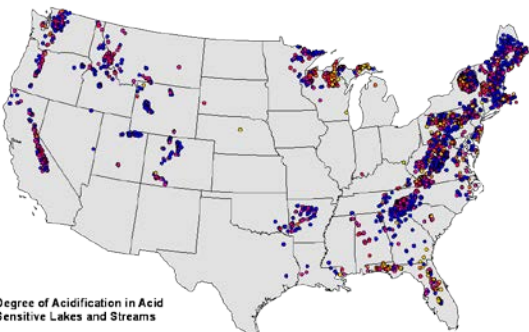 Degree of Acidification in Acid
Sensitive Lakes and Streams